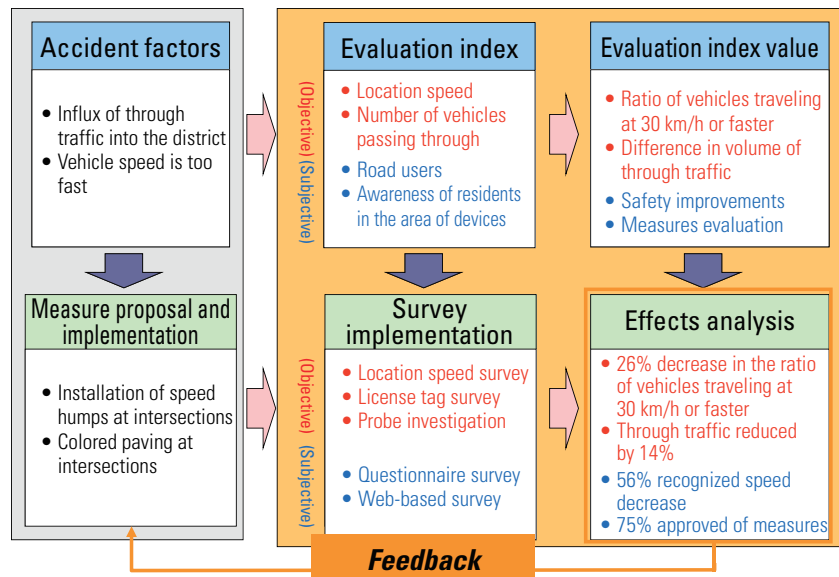 Accident factors
• Influx of through
traffic into the district
• Vehicle speed is too
fast
Evaluation index
(Objective)
(Subjective)
• Location speed
• Number of vehicles
passing through
• Road users
• Awareness of residents
in the area of devices
Evaluation index value
• Ratio of vehicles traveling
at 30 km/h or faster
• Difference in volume of
through traffic
• Safety improvements
• Measures evaluation
Measure proposal and
implementation
• Installation of speed
humps at intersections
• Colored paving at
intersections
Survey
implementation
(Objective)
(Subjective)
• Location speed survey
• License tag survey
• Probe investigation
• Questionnaire survey
• Web-based survey
Effects analysis
• 26% decrease in the ratio
of vehicles traveling at
30 km/h or faster
• Through traffic reduced
by 14%
• 56% recognized speed
decrease
• 75% approved of measures
Feedback